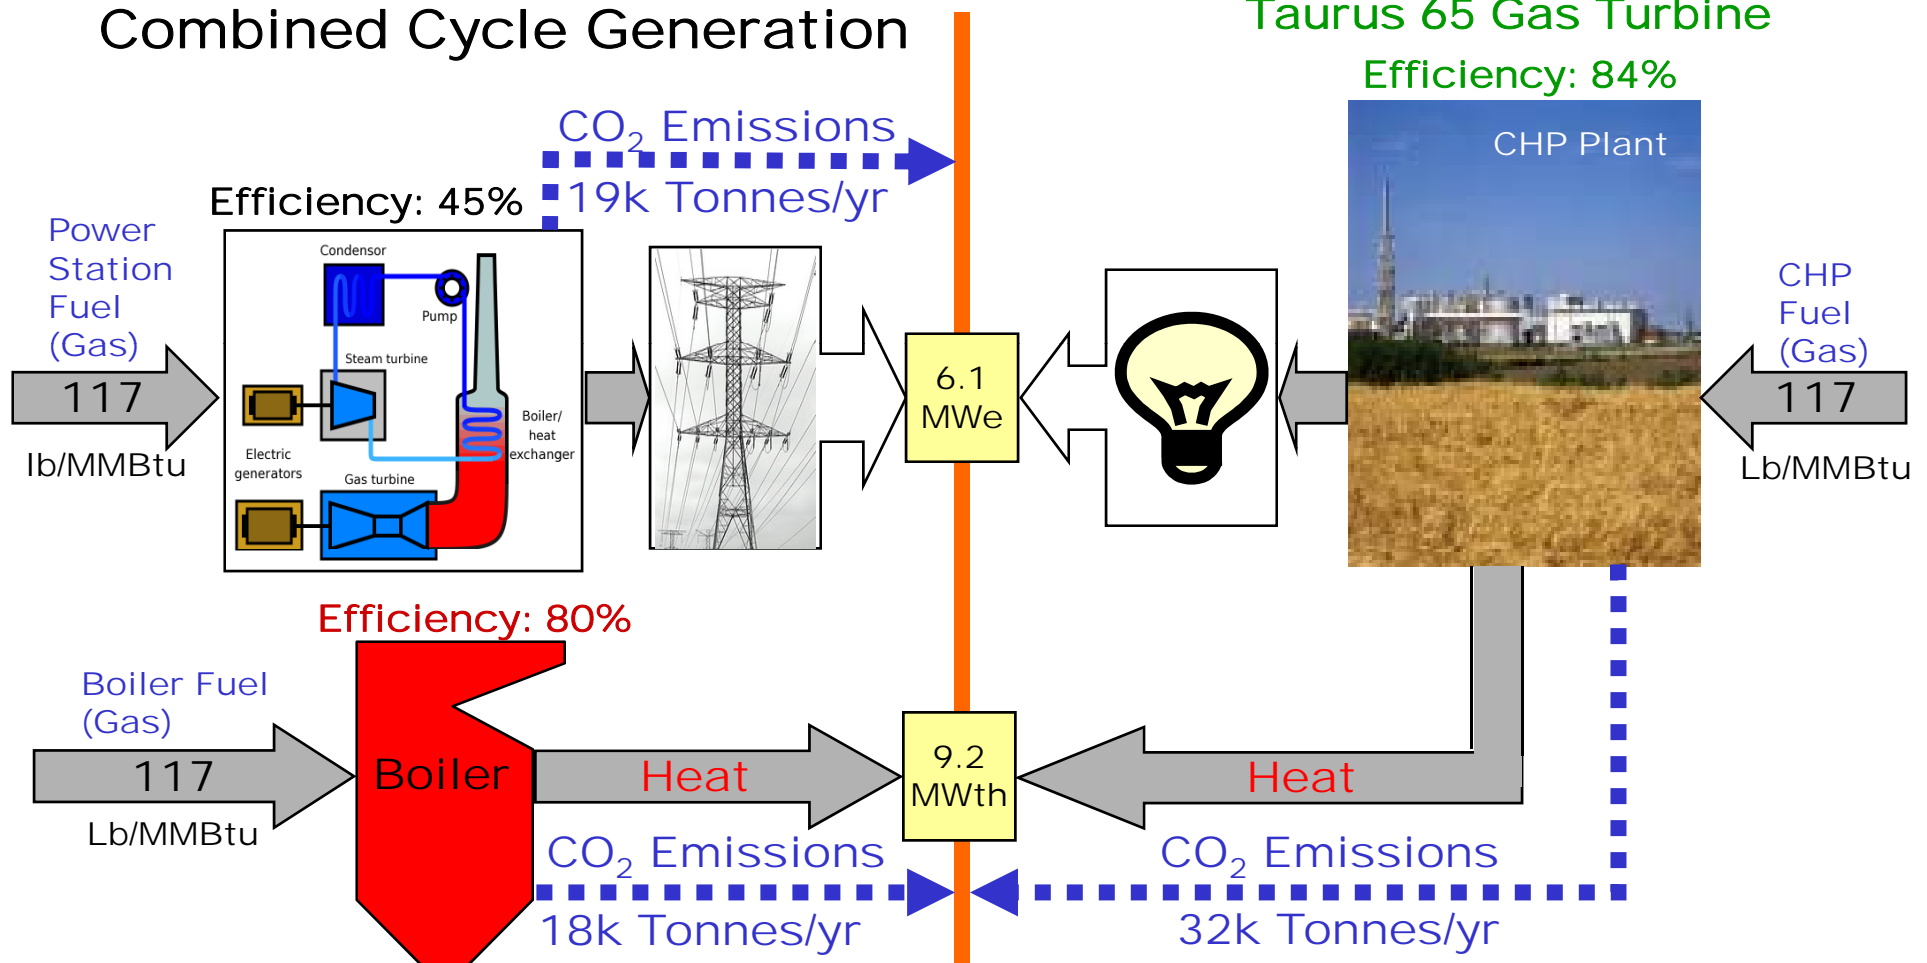 Combined Cycle Generation
Taurus 65 Gas Turbine
Efficiency: 84%
CO2 Emissions
19k Tonnes/yr
Efficiency: 45%
Power
Station
Fuel
(Gas)
117
lb/MMBtu
Condensor
Pump
Steam turbine
Boiler/
heat
exchanger
Electric
generators
Gas turbine
6.1
MWe
CHP Plant
CHP
Fuel
(Gas)
117
Lb/MMBtu
Efficiency: 80%
Boiler Fuel
(Gas)
117
Lb/MMBtu
Boiler
Heat
9.2
MWth
Heat
CO2 Emissions
18k Tonnes/yr
CO2 Emissions
32k Tonnes/yr